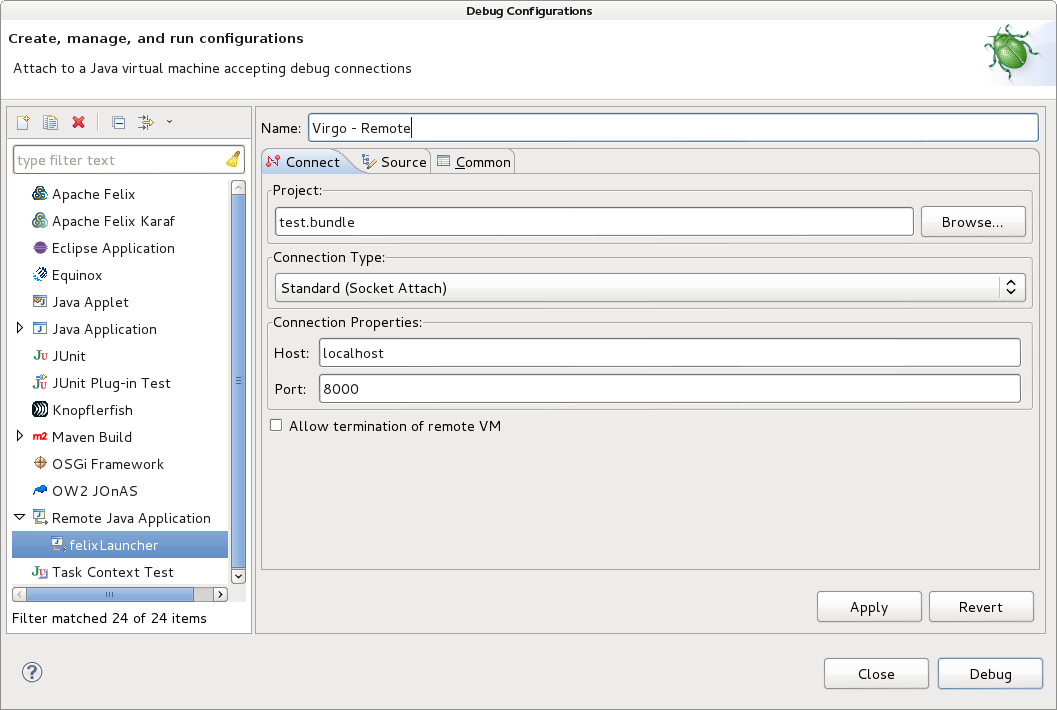 Debug Configurations
Create, manage, and run configurations
Attach to a Java virtual machine accepting debug connections
type filter text
Apache Felix
Apache Felix Karaf
Eclipse Application
Equinox
Java Applet
Java Application
JUnit
JUnit Plug-in Test
Knopflerfish
Maven Build
OSGi Framework
OW2 JOnAS
Remote Java Application
felixLauncher
Task Context Test
Filter matched 24 of 24 items
Name: Virgo - Remote
Connect Source Common
Project:
test.bundle Browse...
Connection Type:
Standard (Socket Attach)
Connection Properties:
Host: localhost
Port: 8000
Allow termination of remote VM
Apply Revert
Close Debug